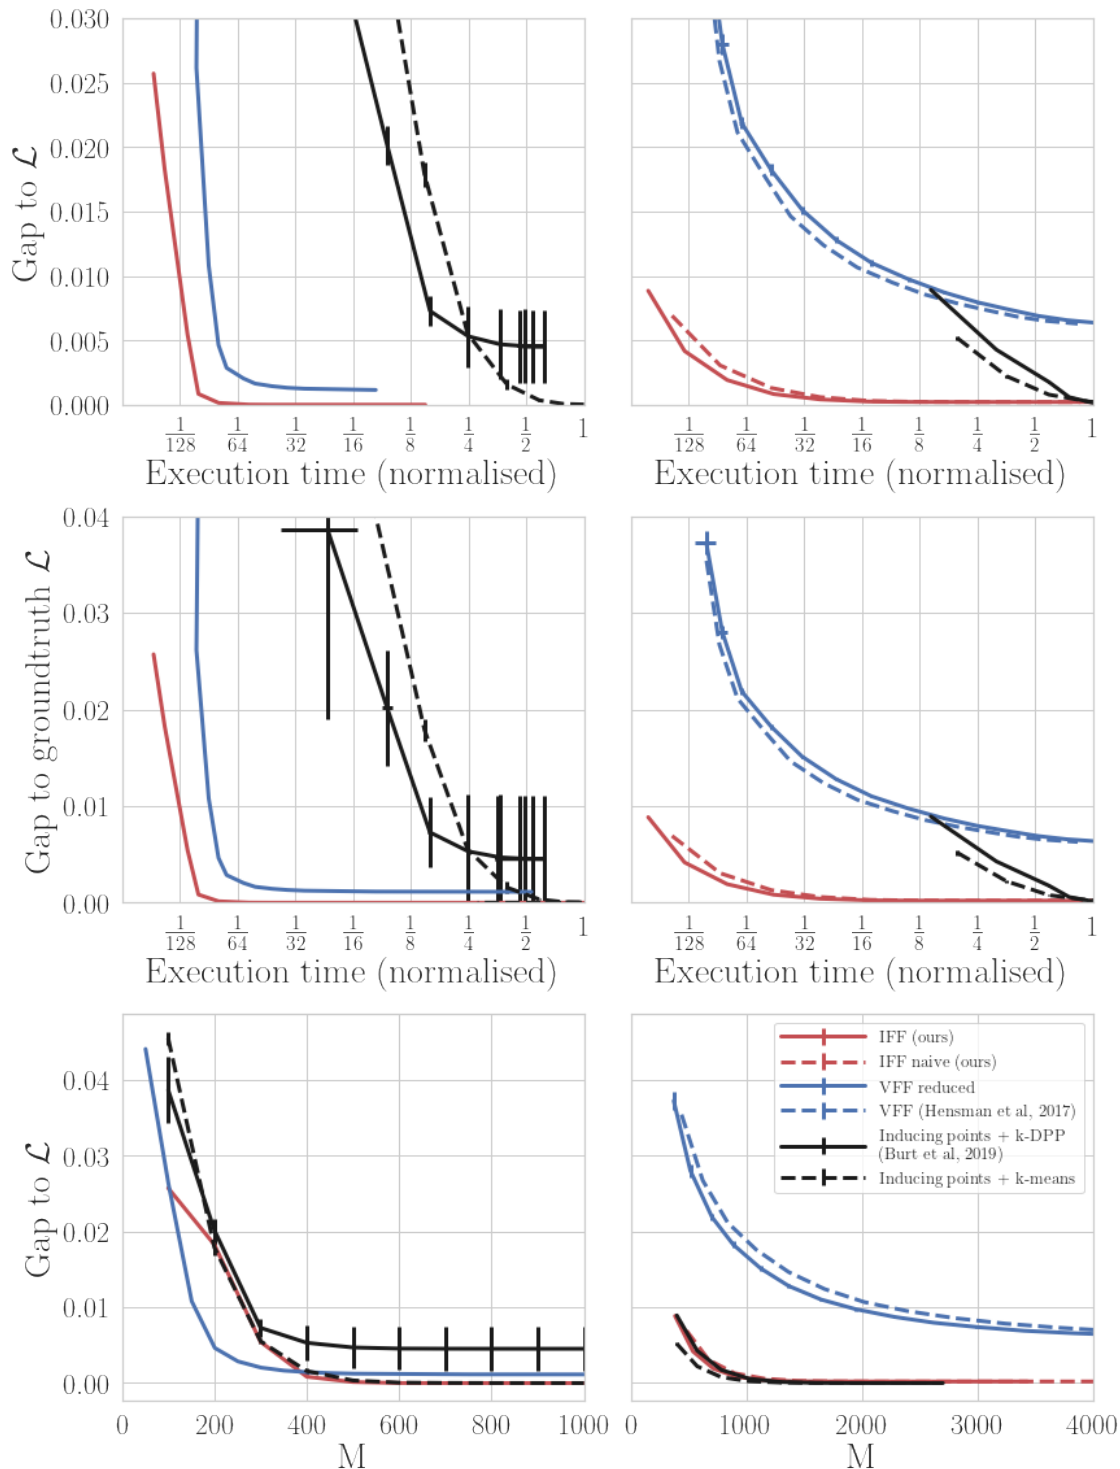 0.030
0.025
0.020
0.015
0.010
0.005
0.000
Gap to ℒ
1/128 1/64 1/32 1/16 1/8 1/4 1/2 1
Execution time (normalised)
1/128 1/64 1/32 1/16 1/8 1/4 1/2 1
Execution time (normalised)
0.04
0.03
0.02
0.01
0.00
Gap to groundtruth ℒ
1/128 1/64 1/32 1/16 1/8 1/4 1/2 1
Execution time (normalised)
1/128 1/64 1/32 1/16 1/8 1/4 1/2 1
Execution time (normalised)
0.04
0.03
0.02
0.01
0.00
Gap to ℒ
0 200 400 600 800 1000
M
IFF (ours)
IFF naive (ours)
VFF reduced
VFF (Hensman et al, 2017)
Inducing points + k-DPP
(Burt et al, 2019)
Inducing points + k-means
0 1000 2000 3000 4000
M